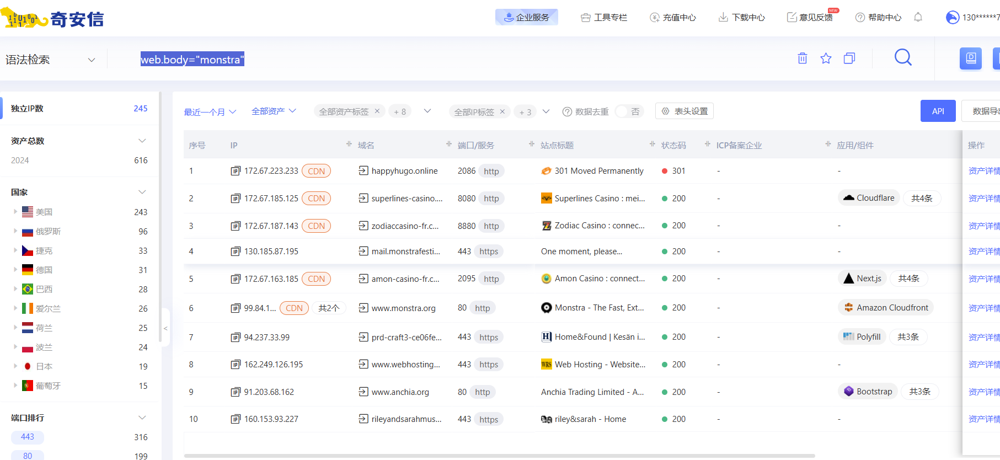 奇安信
企业服务 工具专栏 充值中心 下载中心 意见反馈 NEW 帮助中心 130******7
语法检索 web.body="monstra"
独立IP数 245
资产总数
2024 616
国家
美国 243
俄罗斯 96
捷克 33
德国 31
巴西 28
爱尔兰 26
荷兰 25
波兰 24
日本 19
葡萄牙 15
端口排行
443 316
80 199
最近一个月 全部资产 全部资产标签 × + 8 全部IP标签 × + 3 数据去重 否 表头设置 API 数据导出
序号 IP 域名 端口/服务 站点标题 状态码 ICP备案企业 应用/组件 操作
1 172.67.223.233 CDN happyhugo.online 2086 http 301 Moved Permanently 301 - - 资产详情
2 172.67.185.125 CDN superlines-casino.... 8080 http Superlines Casino : mei... 200 - Cloudflare 共4条 资产详情
3 172.67.187.143 CDN zodiaccasino-fr.c... 8880 http Zodiac Casino : connec... 200 - - 资产详情
4 130.185.87.195 mail.monstrafesti... 443 https One moment, please... 200 - - 资产详情
5 172.67.163.185 CDN amon-casino-fr.c... 2095 http Amon Casino : connect... 200 - Next.js 共4条 资产详情
6 99.84.1... CDN 共2个 www.monstra.org 80 http Monstra - The Fast, Ext... 200 - Amazon Cloudfront 资产详情
7 94.237.33.99 prd-craft3-ce06fe... 443 https Home&Found | Kesän i... 200 - Polyfill 共3条 资产详情
8 162.249.126.195 www.webhosting... 443 https WRS Web Hosting - Website... 200 - - 资产详情
9 91.203.68.162 www.anchia.org 80 http Anchia Trading Limited - A... 200 - Bootstrap 共3条 资产详情
10 160.153.93.227 rileyandsarahmus... 443 https riley&sarah - Home 200 - - 资产详情